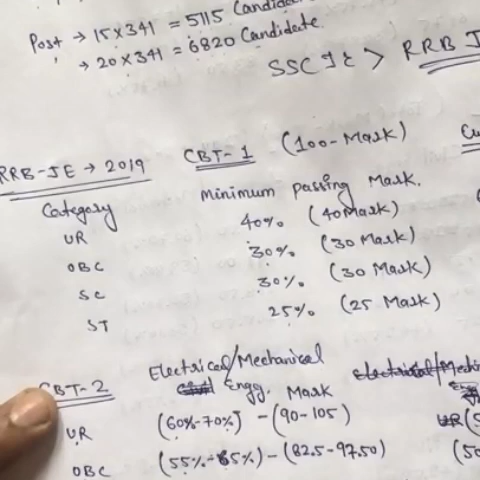 Post → 15×341 = 5115 Candidate
" → 20×341 = 6820 Candidate
SSC JE > RRB J
RRB-JE → 2019 CBT-1 (100-Mark)
Category Minimum passing Mark.
UR 40% (40 Mark)
OBC 30% (30 Mark)
SC 30% (30 Mark)
ST 25% (25 Mark)
CBT-2 Electrical/Mechanical
Engg. Mark
UR (60%-70%) - (90-105) UR (5
OBC (55%-65%) - (82.5-97.50) (50